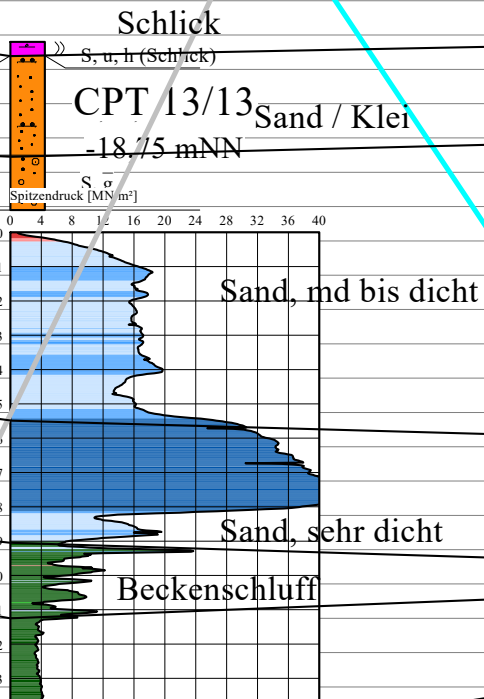 Schlick
S, u, h (Schlick)
CPT 13/13
Sand / Klei
-18.75 mNN
S, g
Spitzendruck [MN/m²]
0 4 8 12 16 20 24 28 32 36 40
Sand, md bis dicht
Sand, sehr dicht
Beckenschluff